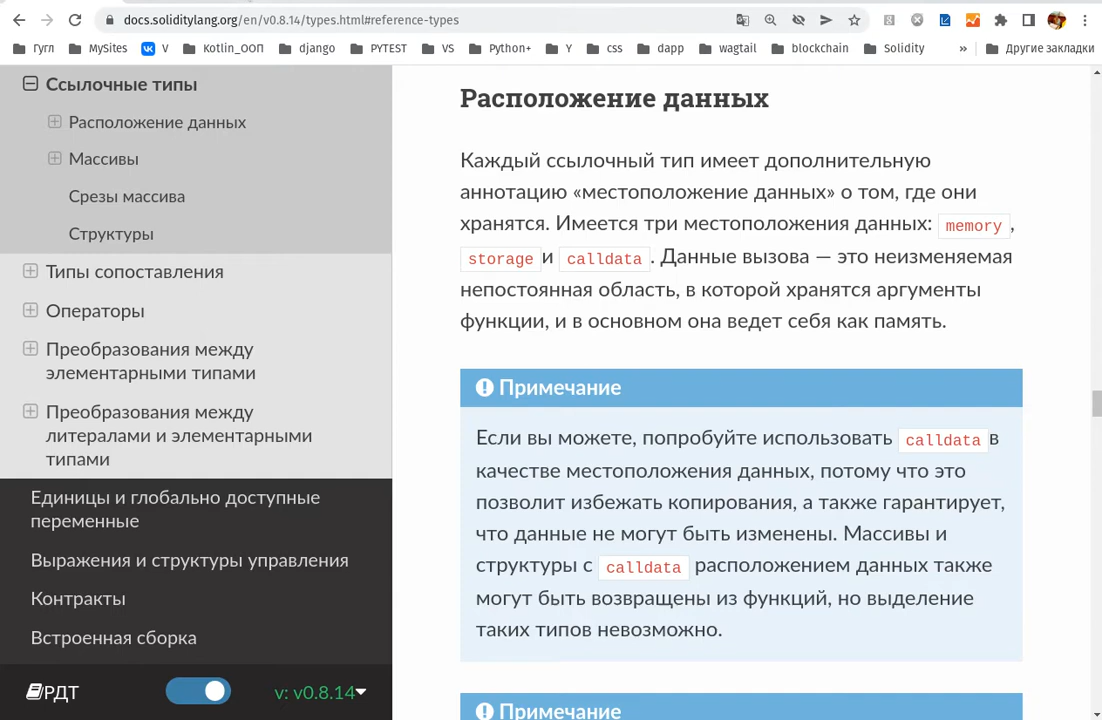 docs.soliditylang.org/en/v0.8.14/types.html#reference-types
Гугл MySites V Kotlin_ООП django PYTEST VS Python+ Y css dapp wagtail blockchain Solidity » Другие закладки
Ссылочные типы
Расположение данных
Массивы
Срезы массива
Структуры
Типы сопоставления
Операторы
Преобразования между
элементарными типами
Преобразования между
литералами и элементарными
типами
Единицы и глобально доступные
переменные
Выражения и структуры управления
Контракты
Встроенная сборка
РДТ v: v0.8.14
Расположение данных
Каждый ссылочный тип имеет дополнительную
аннотацию «местоположение данных» о том, где они
хранятся. Имеется три местоположения данных: memory ,
storage и calldata . Данные вызова — это неизменяемая
непостоянная область, в которой хранятся аргументы
функции, и в основном она ведет себя как память.
Примечание
Если вы можете, попробуйте использовать calldata в
качестве местоположения данных, потому что это
позволит избежать копирования, а также гарантирует,
что данные не могут быть изменены. Массивы и
структуры с calldata расположением данных также
могут быть возвращены из функций, но выделение
таких типов невозможно.
Примечание